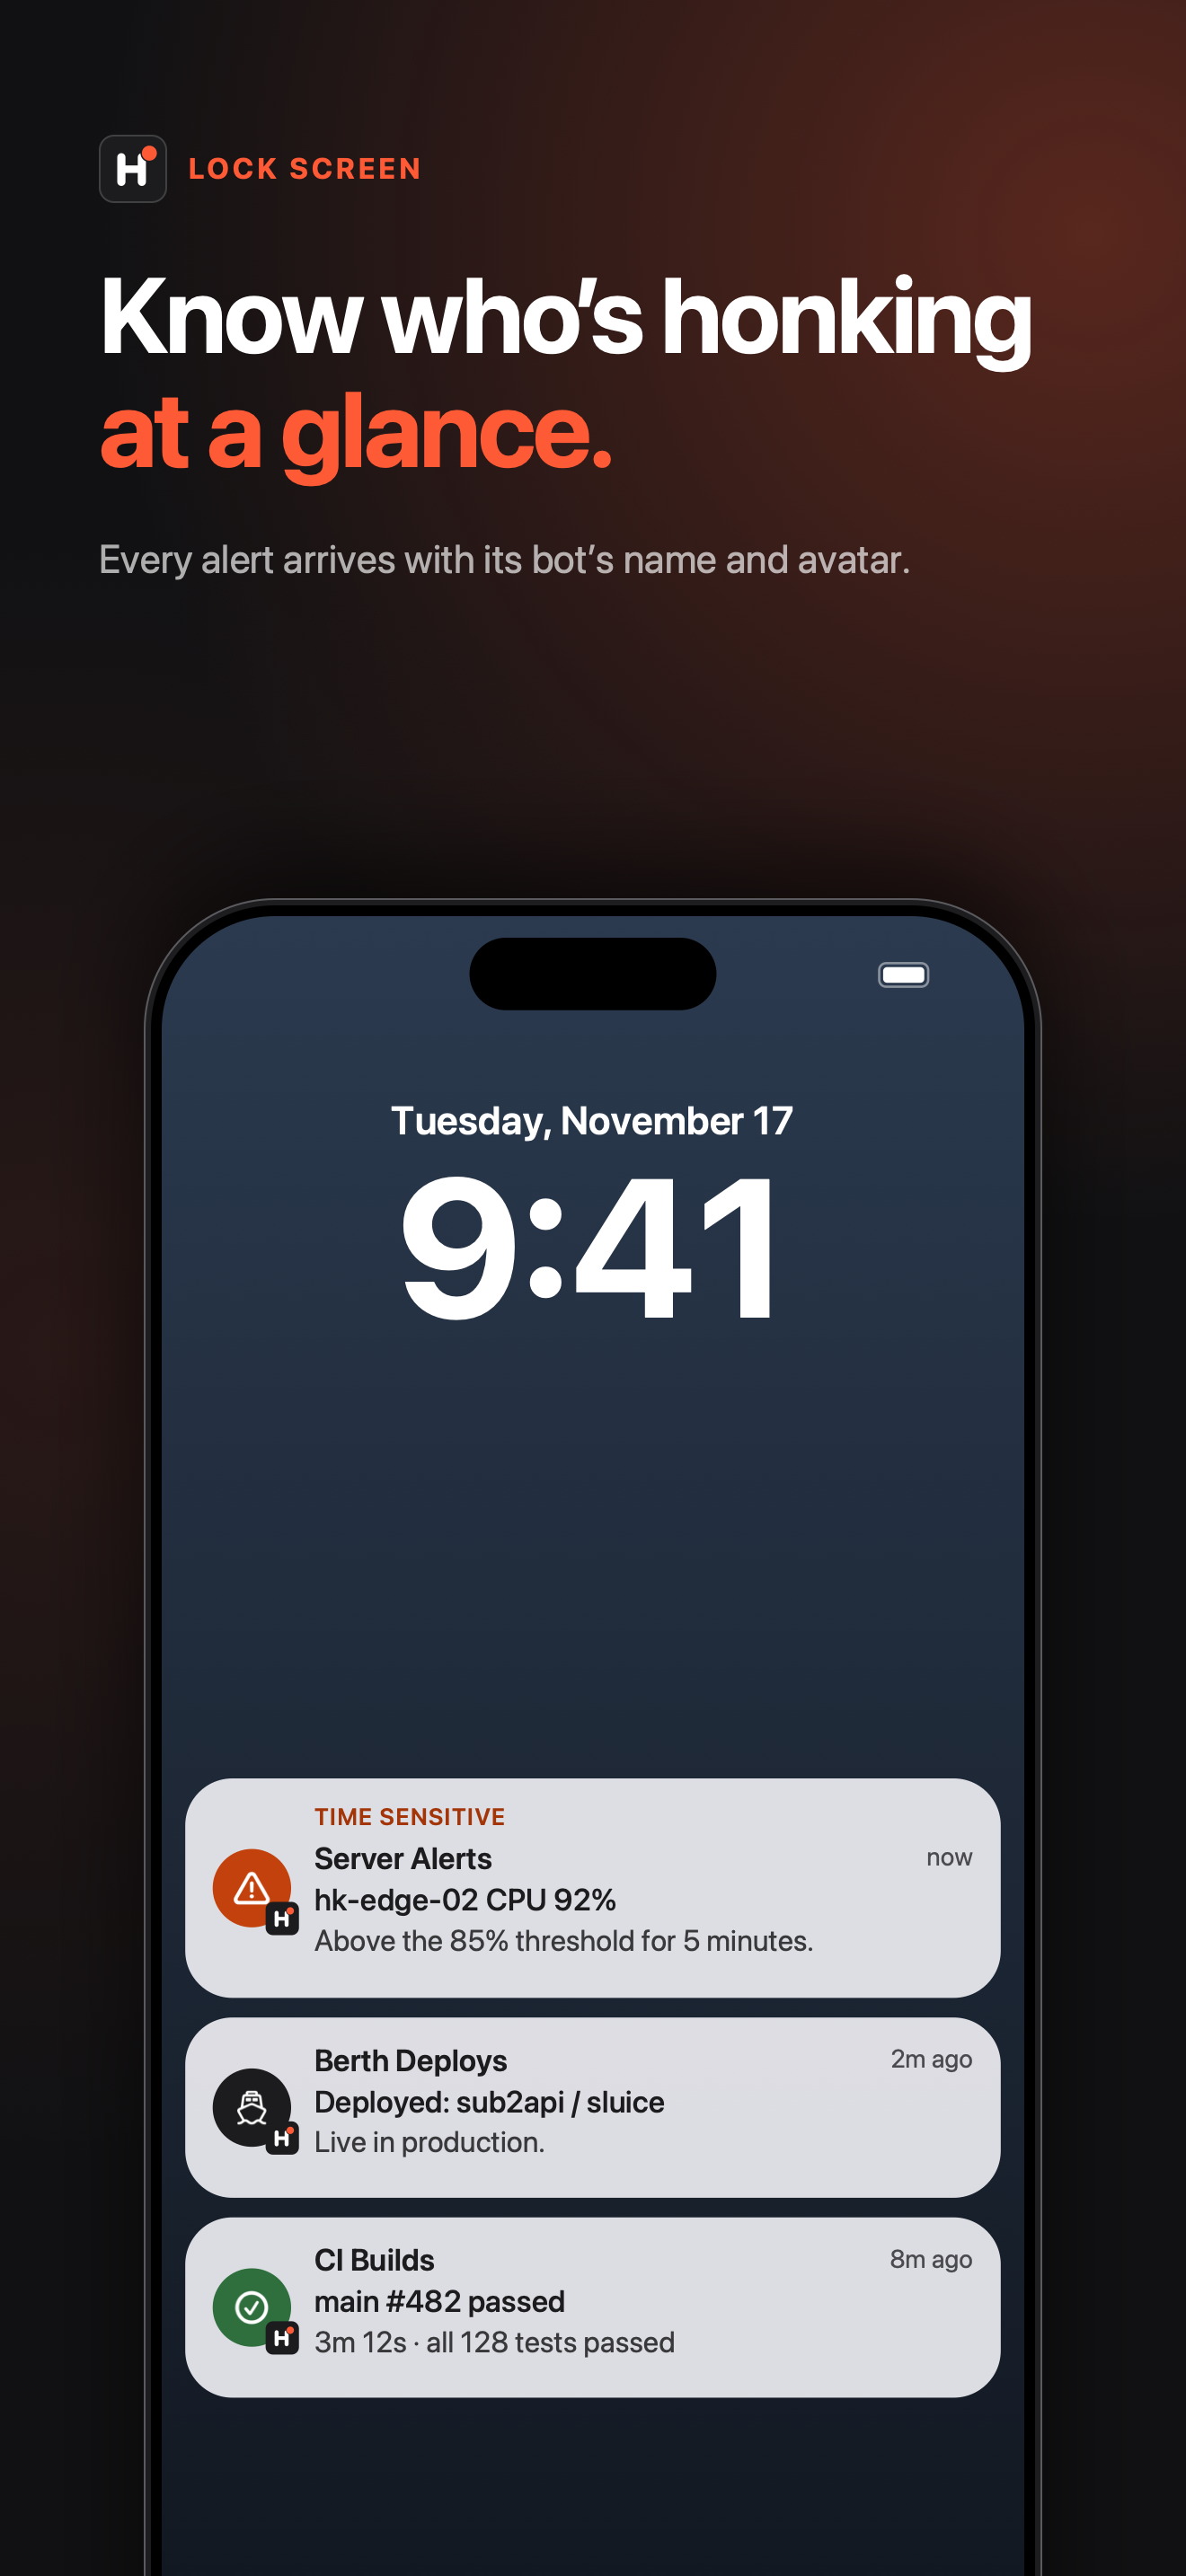 H
LOCK SCREEN
Know who’s honking
at a glance.
Every alert arrives with its bot’s name and avatar.
Tuesday, November 17
9:41
TIME SENSITIVE
Server Alerts
now
hk-edge-02 CPU 92%
Above the 85% threshold for 5 minutes.
H
Berth Deploys
2m ago
Deployed: sub2api / sluice
Live in production.
H
CI Builds
8m ago
main #482 passed
3m 12s · all 128 tests passed
H